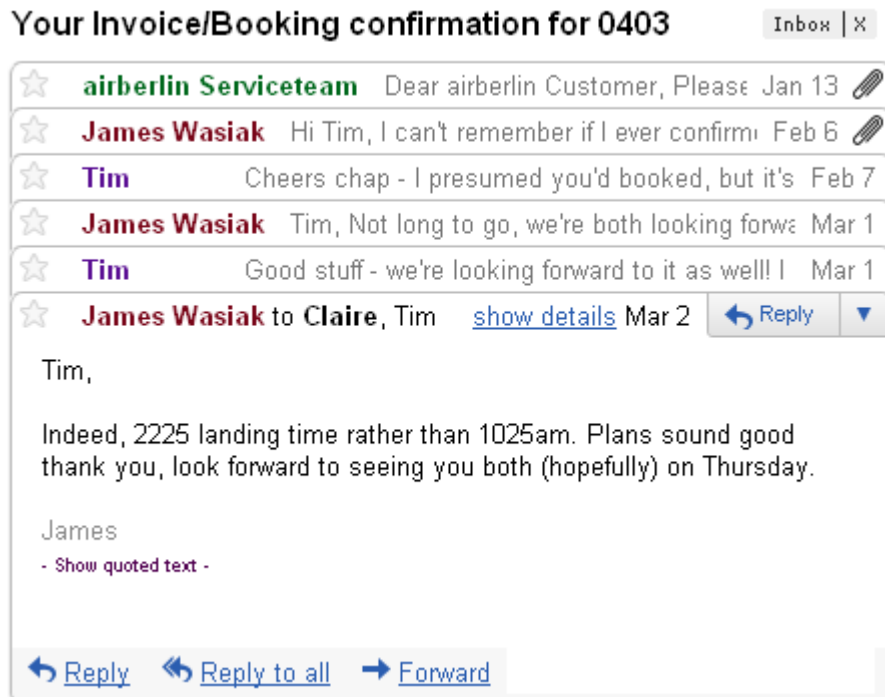 Your Invoice/Booking confirmation for 0403 Inbox | X
airberlin Serviceteam Dear airberlin Customer, Please Jan 13
James Wasiak Hi Tim, I can't remember if I ever confirm Feb 6
Tim Cheers chap - I presumed you'd booked, but it's Feb 7
James Wasiak Tim, Not long to go, we're both looking forwa Mar 1
Tim Good stuff - we're looking forward to it as well! I Mar 1
James Wasiak to Claire, Tim show details Mar 2 Reply
Tim,
Indeed, 2225 landing time rather than 1025am. Plans sound good
thank you, look forward to seeing you both (hopefully) on Thursday.
James
- Show quoted text -
Reply Reply to all Forward